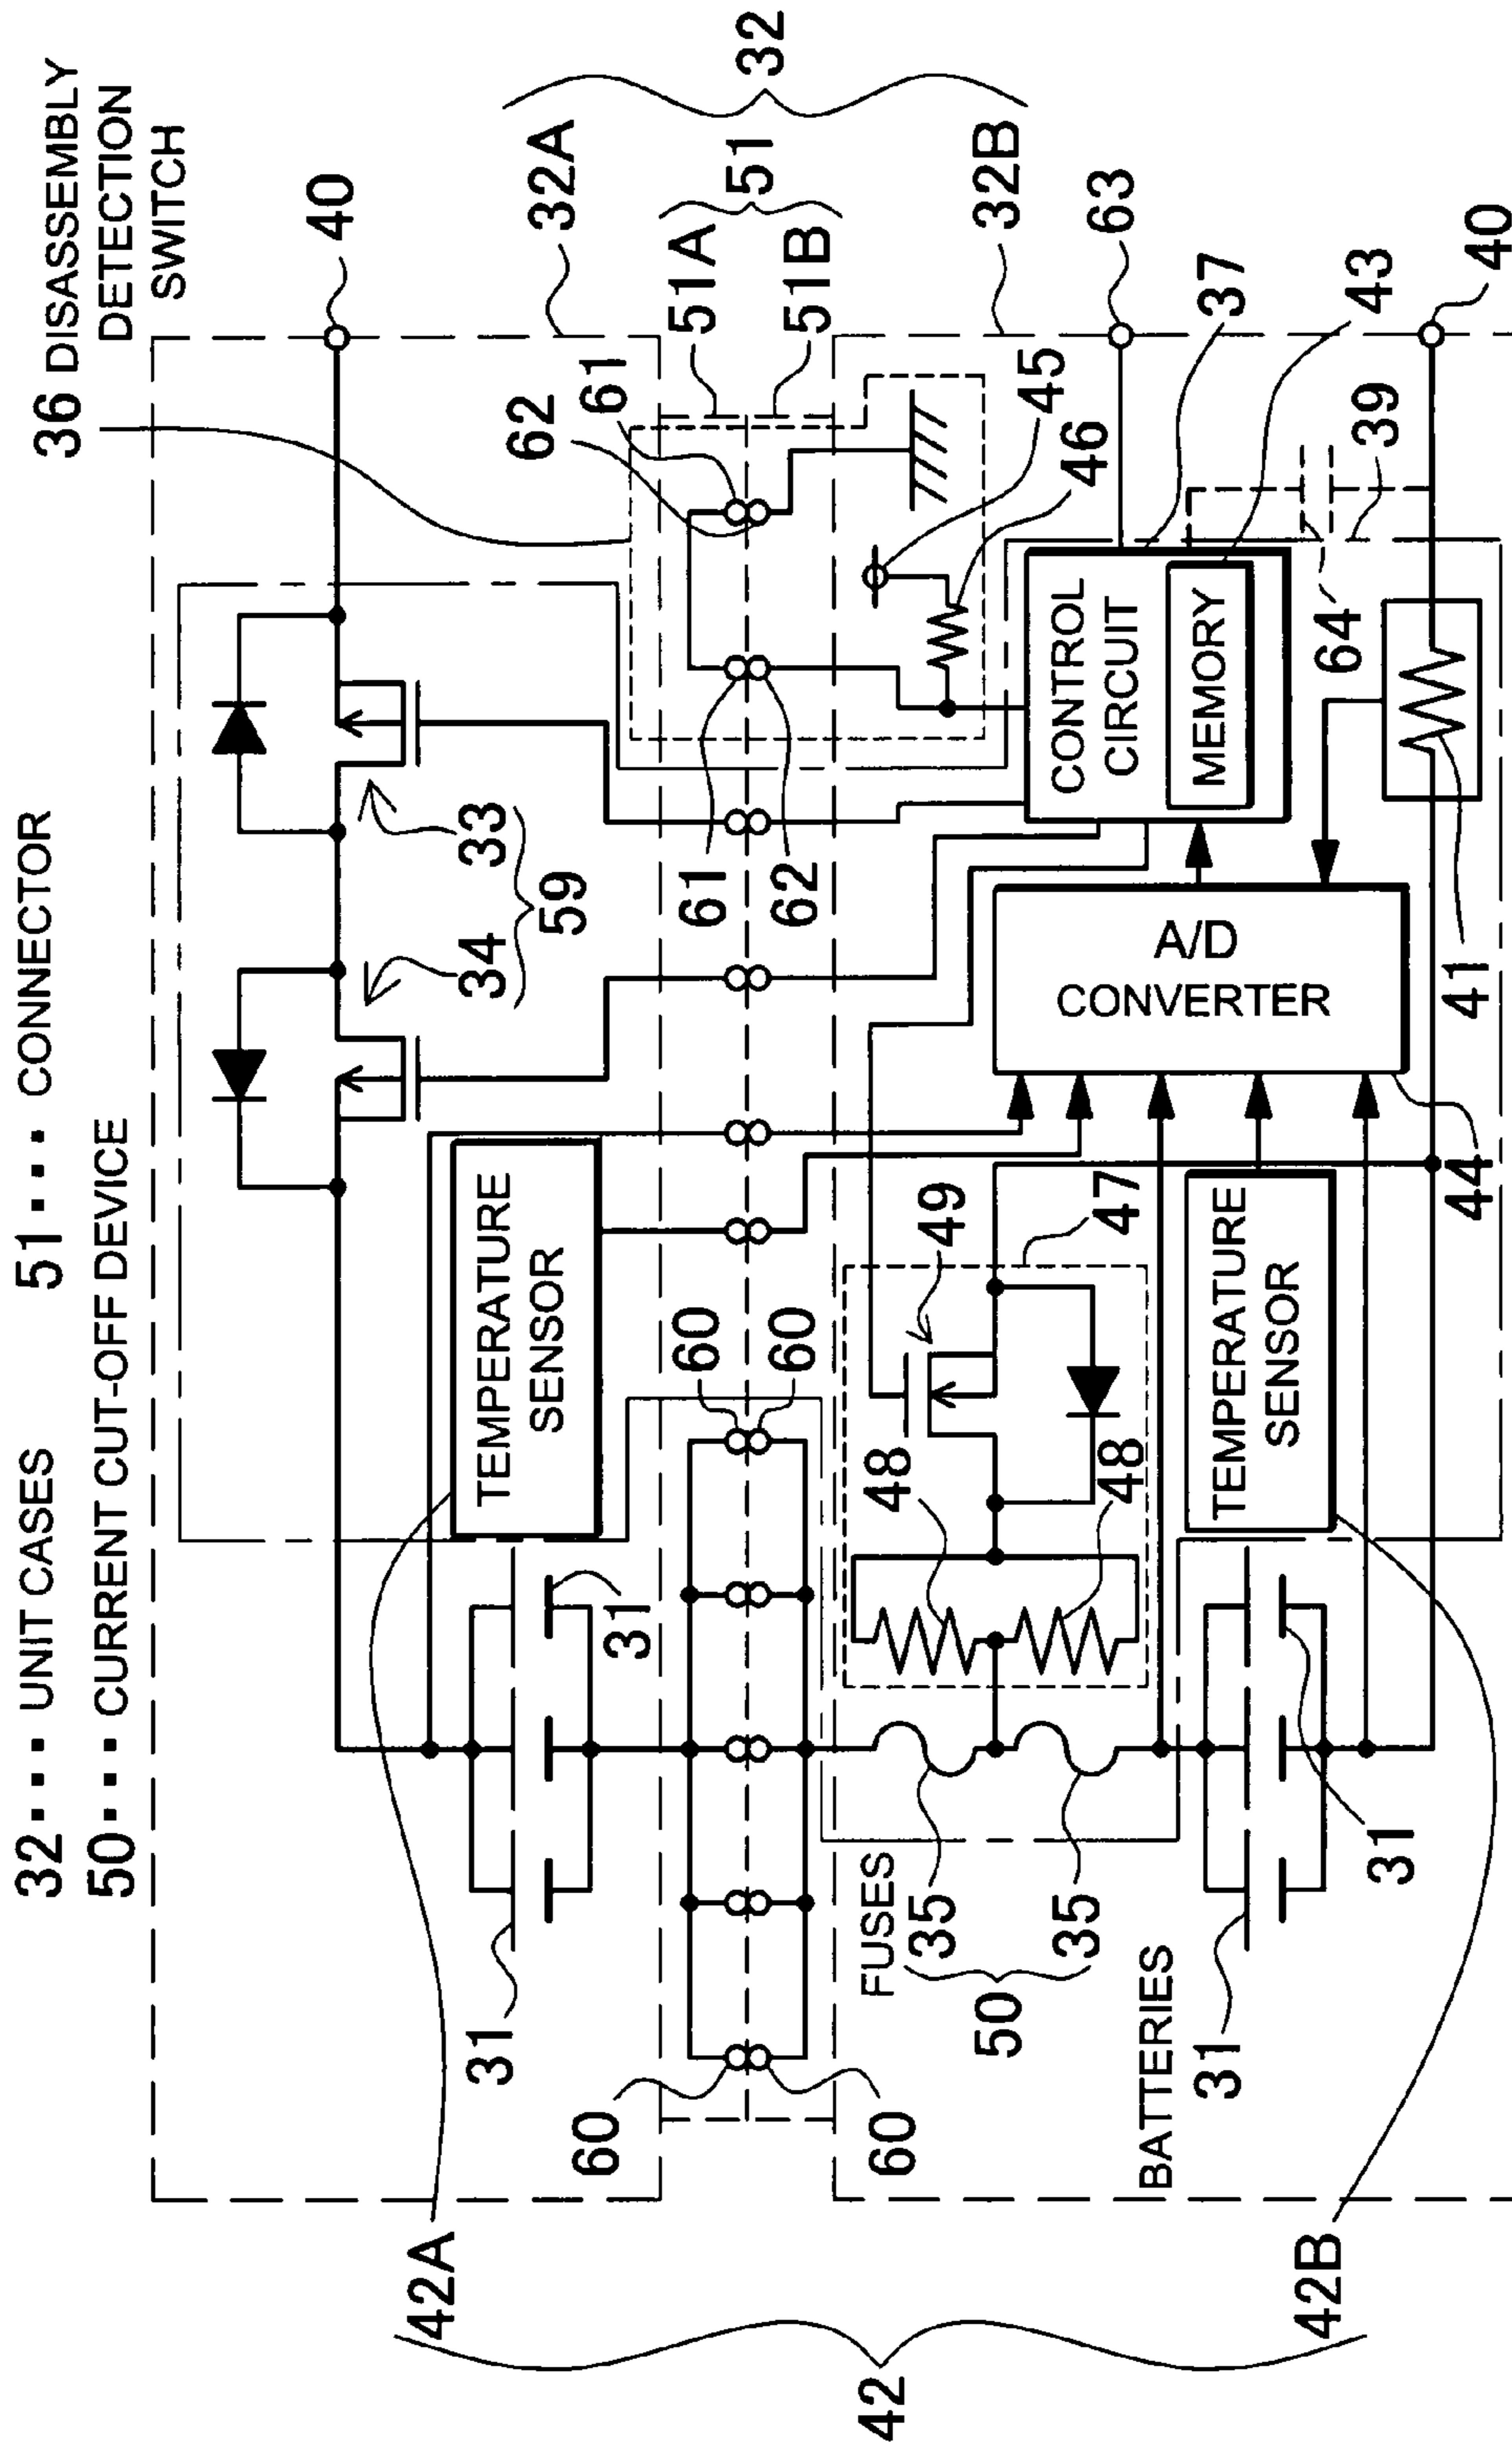 32··· UNIT CASES
50··· CURRENT CUT-OFF DEVICE
51··· CONNECTOR
36 DISASSEMBLY
DETECTION
SWITCH
40
32A
32
51
51A
51B
32B
63
37
43
40
62
61
45
46
39
64
33
34
59
61
62
CONTROL
CIRCUIT
MEMORY
A/D
CONVERTER
41
44
TEMPERATURE
SENSOR
49
47
60
60
48
48
TEMPERATURE
SENSOR
31
31
60
60
FUSES
35
35
50
BATTERIES
31
31
42A
42
42B